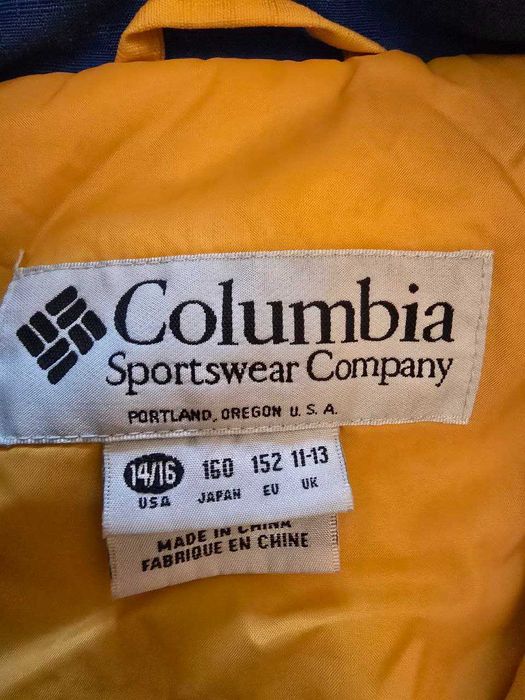 Columbia
Sportswear Company
PORTLAND, OREGON U.S.A.
14/16 160 152 11-13
USA JAPAN EU UK
MADE IN CHINA
FABRIQUE EN CHINE